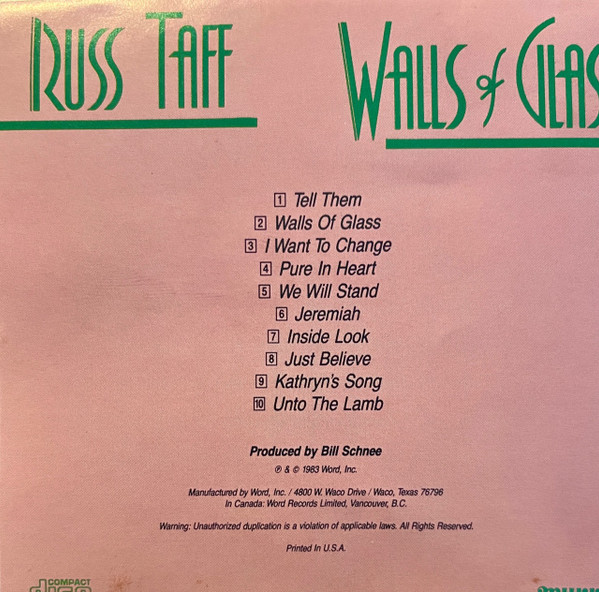 RUSS TAFF
WALLS of GLAS
1 Tell Them
2 Walls Of Glass
3 I Want To Change
4 Pure In Heart
5 We Will Stand
6 Jeremiah
7 Inside Look
8 Just Believe
9 Kathryn's Song
10 Unto The Lamb
Produced by Bill Schnee
℗ & © 1983 Word, Inc.
Manufactured by Word, Inc. / 4800 W. Waco Drive / Waco, Texas 76796
In Canada: Word Records Limited, Vancouver, B.C.
Warning: Unauthorized duplication is a violation of applicable laws. All Rights Reserved.
Printed In U.S.A.
COMPACT
disc